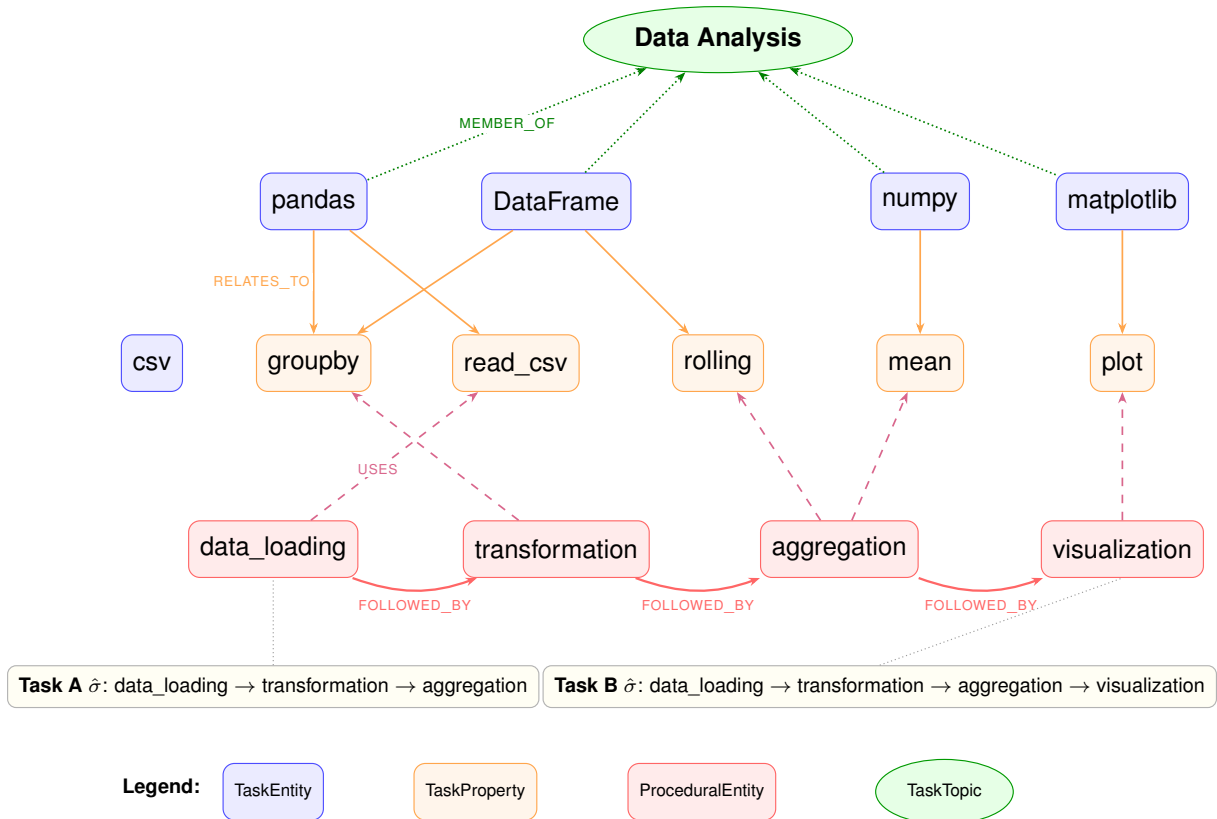 Data Analysis
MEMBER_OF
pandas
DataFrame
numpy
matplotlib
RELATES_TO
csv
groupby
read_csv
rolling
mean
plot
USES
data_loading
transformation
aggregation
visualization
FOLLOWED_BY
FOLLOWED_BY
FOLLOWED_BY
Task A σ̂: data_loading → transformation → aggregation
Task B σ̂: data_loading → transformation → aggregation → visualization
Legend:
TaskEntity
TaskProperty
ProceduralEntity
TaskTopic